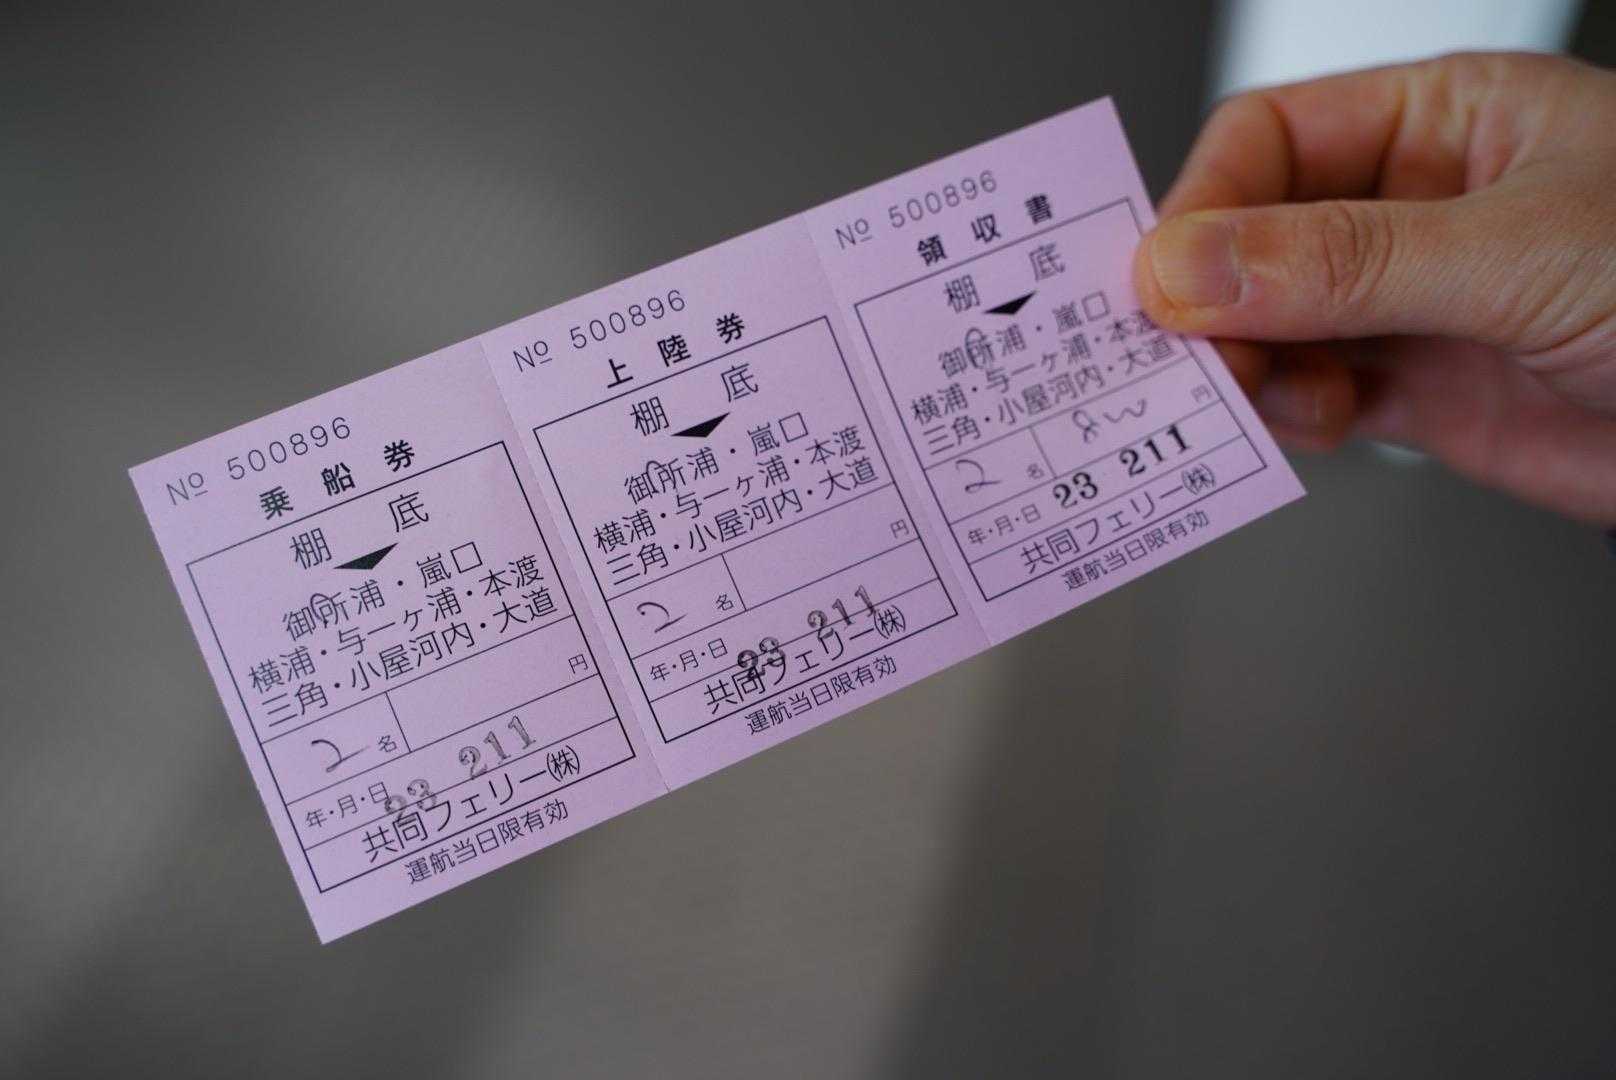 № 500896
乗船券
棚 底
御所浦・嵐口
横浦・与一ヶ浦・本渡
三角・小屋河内・大道
2 名 円
年・月・日 23 211
共同フェリー㈱
運航当日限有効
№ 500896
上陸券
棚 底
御所浦・嵐口
横浦・与一ヶ浦・本渡
三角・小屋河内・大道
2 名 円
年・月・日 23 211
共同フェリー㈱
運航当日限有効
№ 500896
領収書
棚 底
御所浦・嵐口
横浦・与一ヶ浦・本渡
三角・小屋河内・大道
2 名 円
年・月・日 23 211
共同フェリー㈱
運航当日限有効